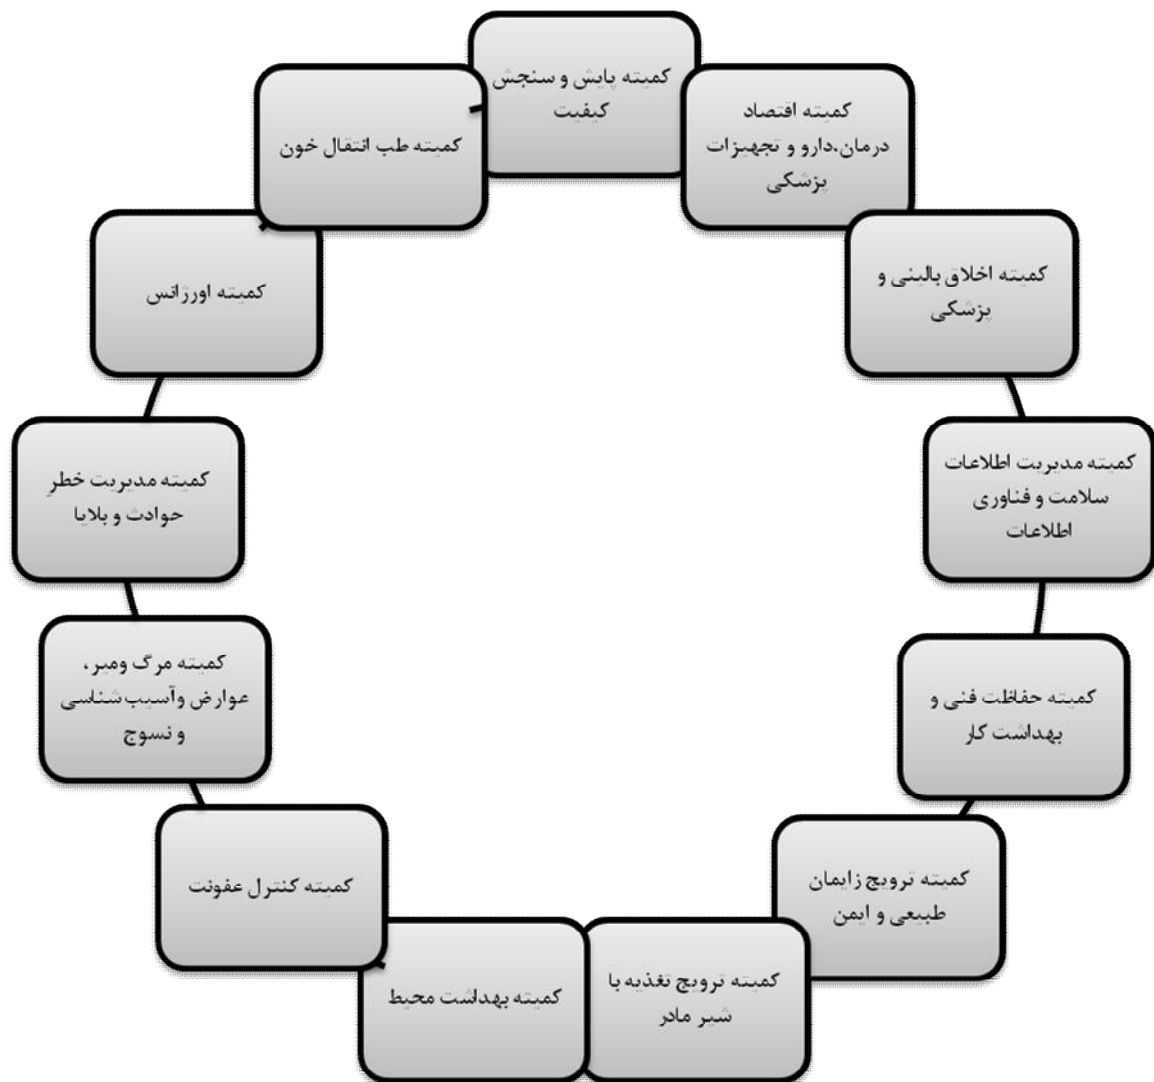 کمیته پایش و سنجش
کیفیت
کمیته اقتصاد
درمان،دارو و تجهیزات
پزشکی
کمیته اخلاق بالینی و
پزشکی
کمیته مدیریت اطلاعات
سلامت و فناوری
اطلاعات
کمیته حفاظت فنی و
بهداشت کار
کمیته ترویج زایمان
طبیعی و ایمن
کمیته ترویج تغذیه با
شیر مادر
کمیته بهداشت محیط
کمیته کنترل عفونت
کمیته مرگ ومیر،
عوارض وآسیب شناسی
و نسوج
کمیته مدیریت خطر
حوادث و بلایا
کمیته اورژانس
کمیته طب انتقال خون